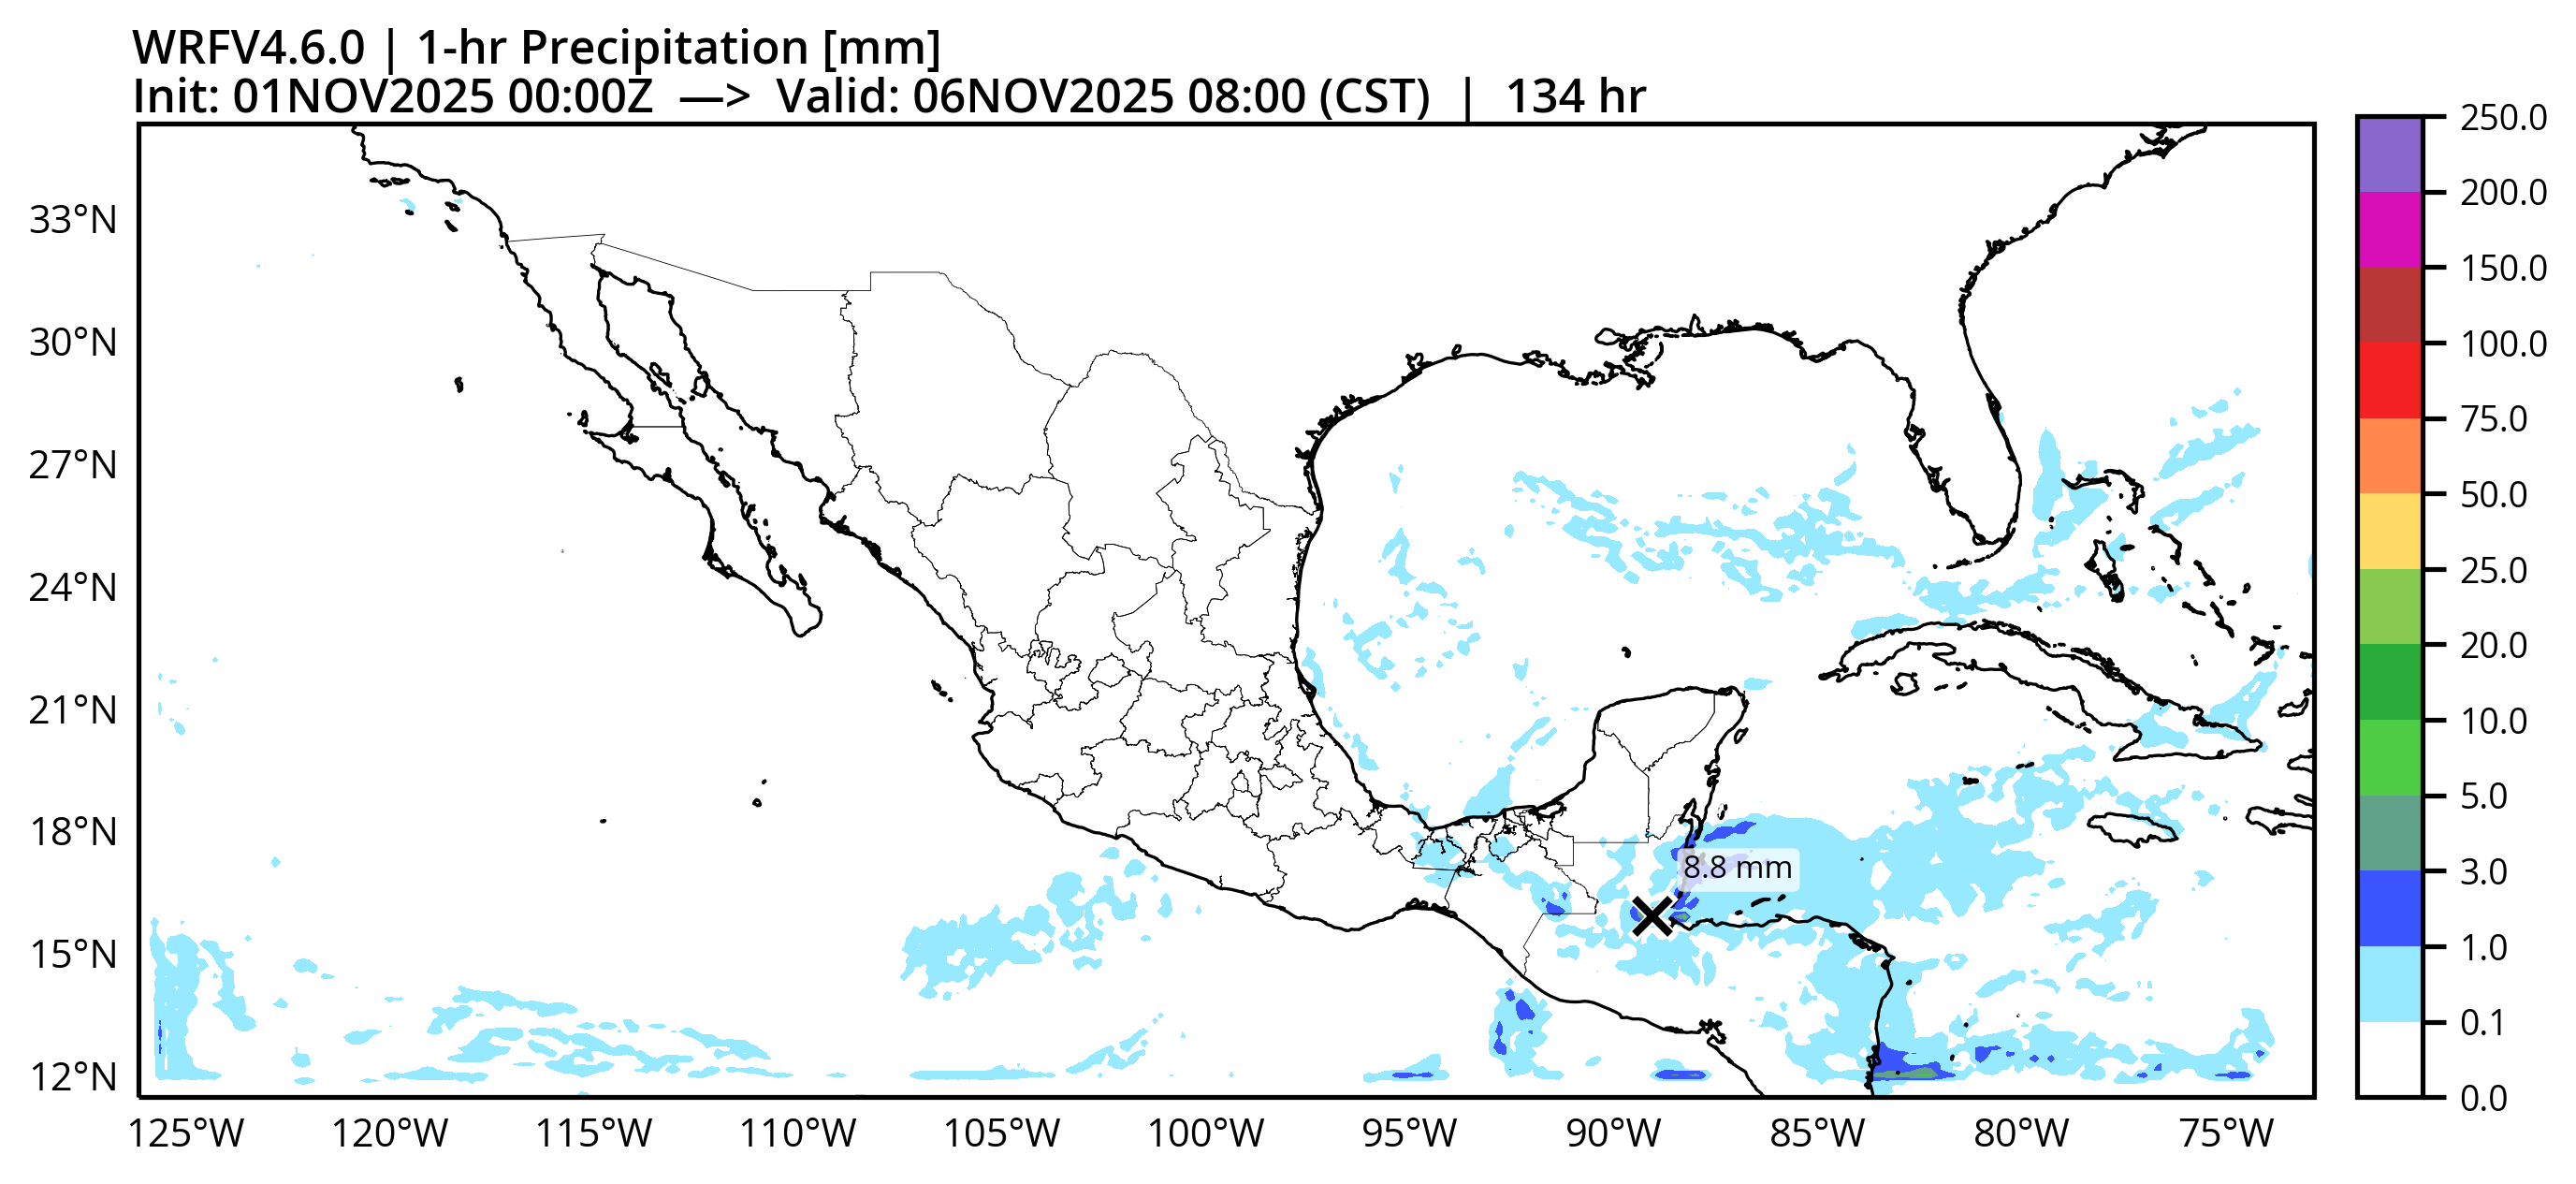 WRFV4.6.0 | 1-hr Precipitation [mm]
Init: 01NOV2025 00:00Z —> Valid: 06NOV2025 08:00 (CST) | 134 hr
33°N
30°N
27°N
24°N
21°N
18°N
15°N
12°N
125°W
120°W
115°W
110°W
105°W
100°W
95°W
90°W
85°W
80°W
75°W
8.8 mm
250.0
200.0
150.0
100.0
75.0
50.0
25.0
20.0
10.0
5.0
3.0
1.0
0.1
0.0